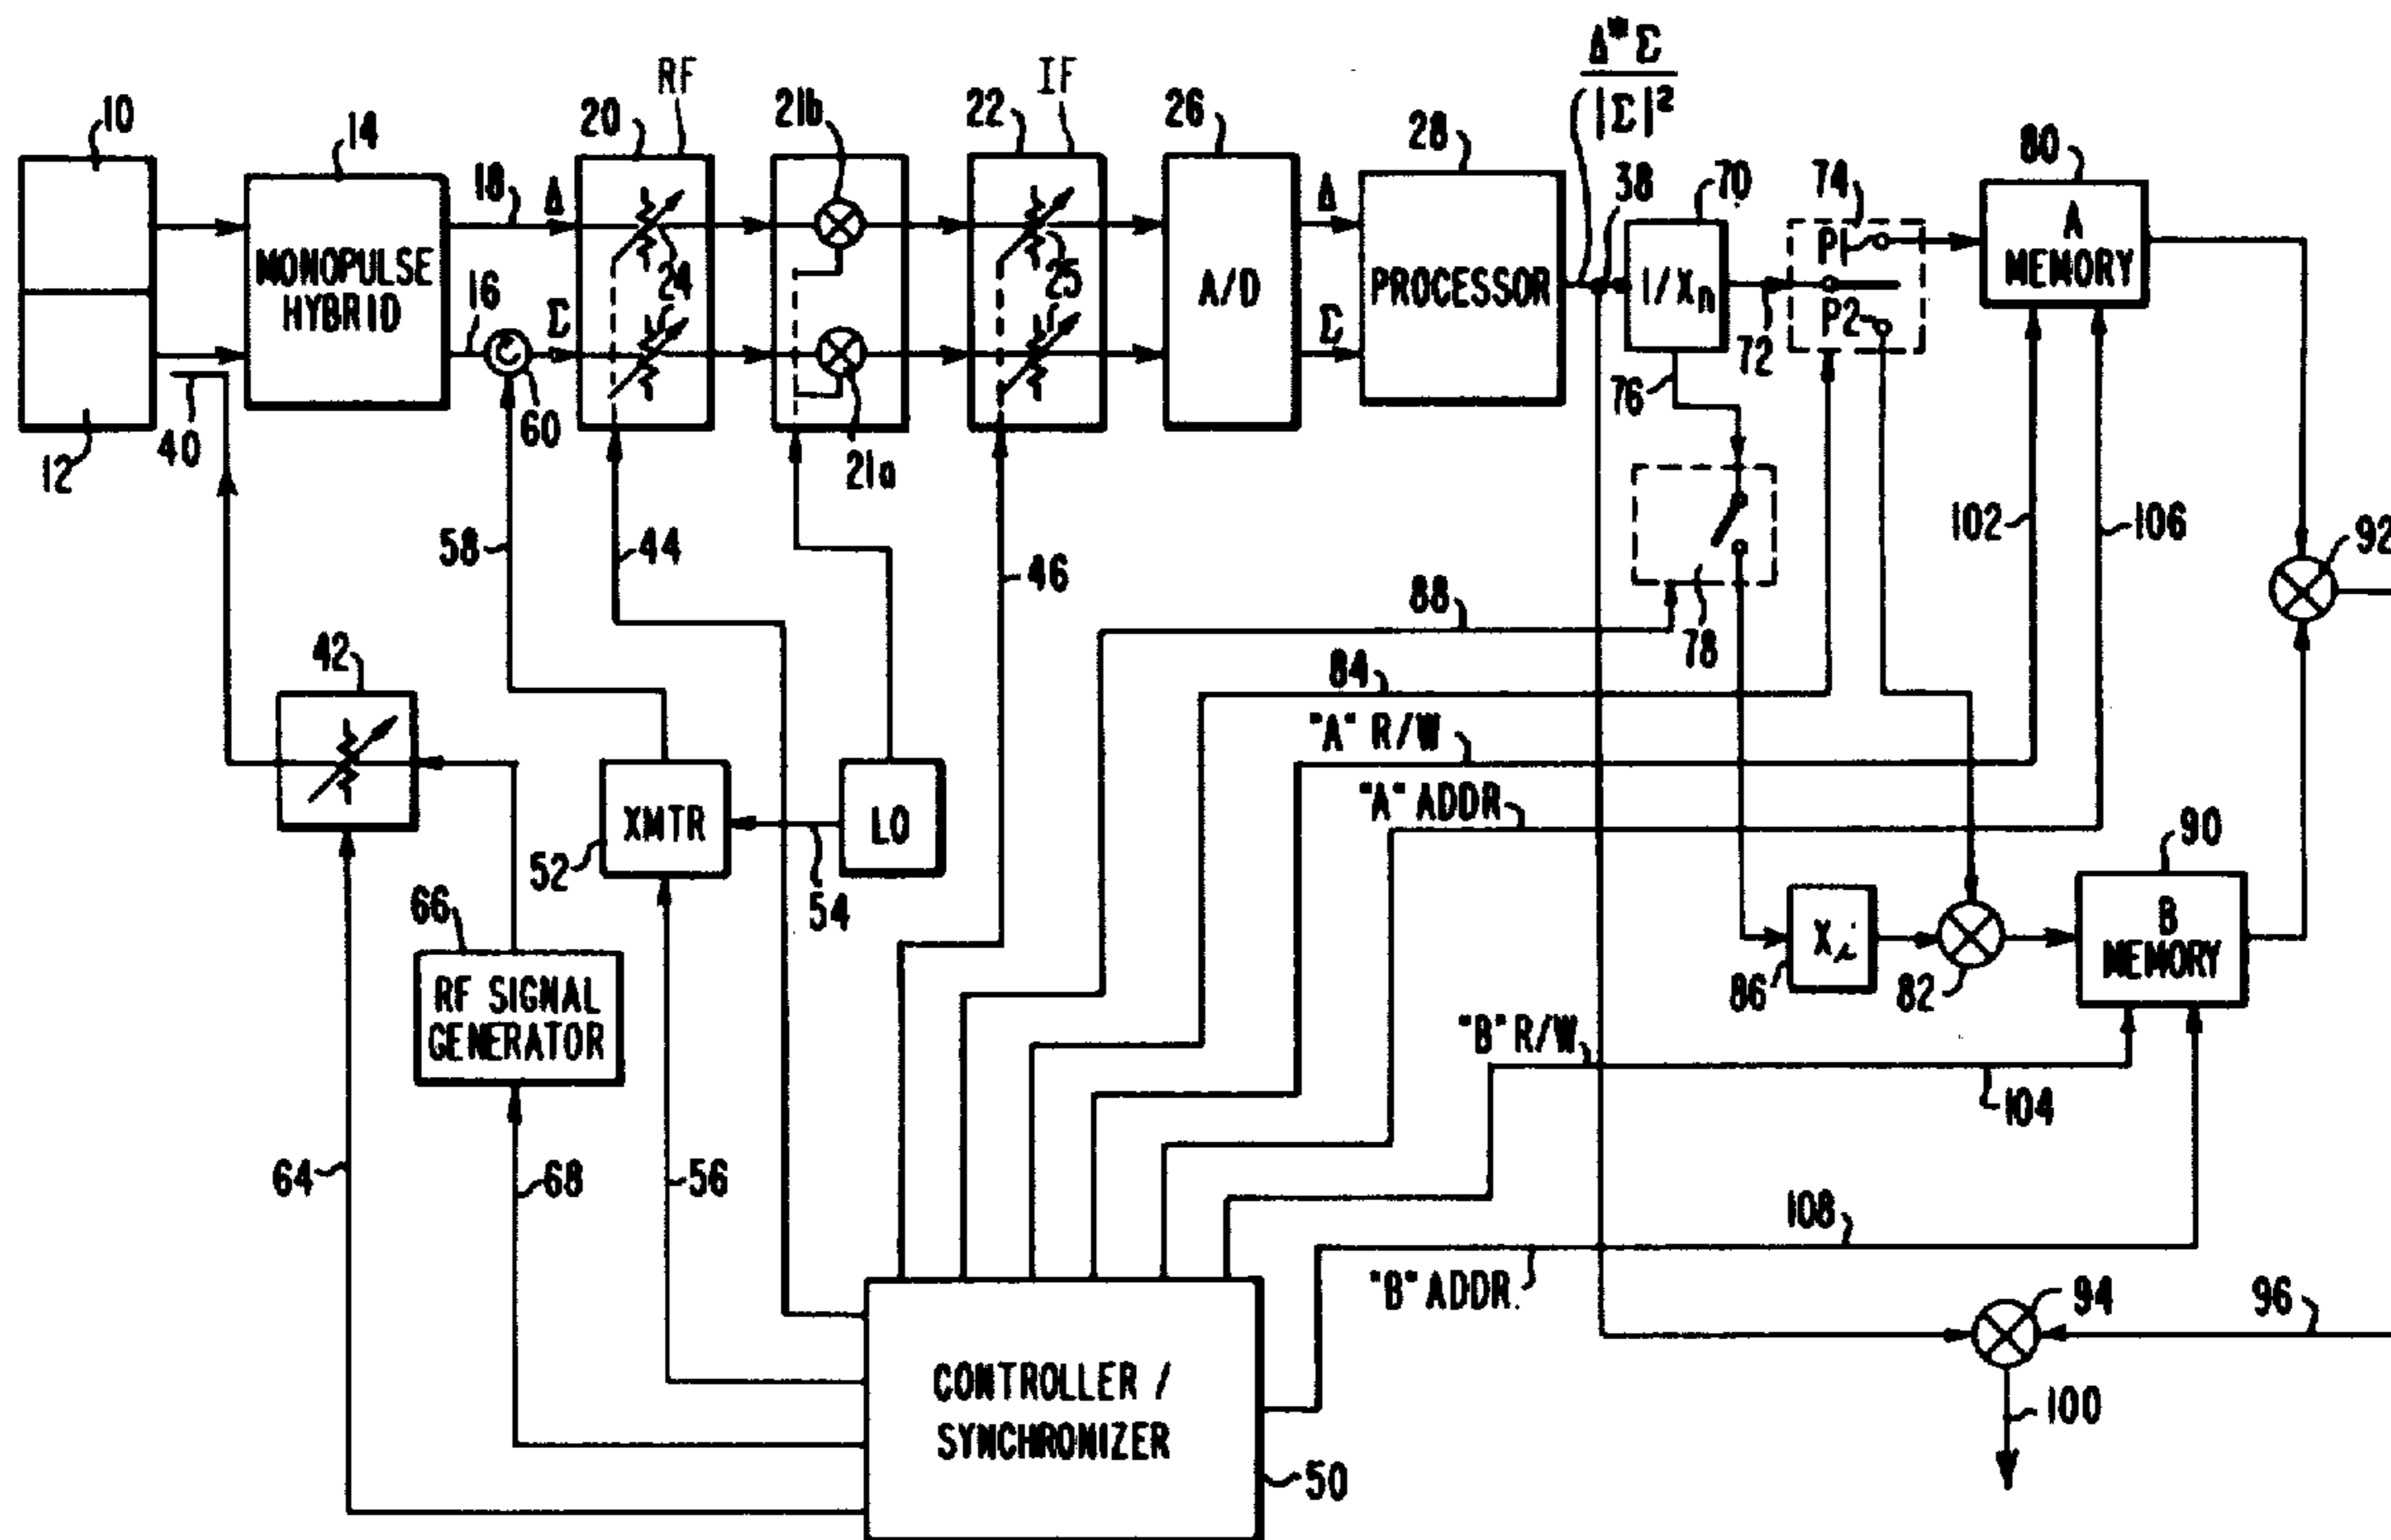 10
14
18
Δ
20
RF
21b
22
IF
26
28
Δ*Σ
|Σ|²
38
70
74
80
MONOPULSE
HYBRID
16
Σ
24
24
25
25
A/D
Δ
Σ
PROCESSOR
1/Xn
P1
P2
72
A
MEMORY
12
40
60
21a
76
58
44
46
78
102
106
92
88
84
42
"A" R/W
"A" ADDR
XMTR
LO
52
54
66
RF SIGNAL
GENERATOR
86
82
90
B
MEMORY
"B" R/W
104
64
68
56
108
"B" ADDR.
94
96
CONTROLLER /
SYNCHRONIZER
50
100